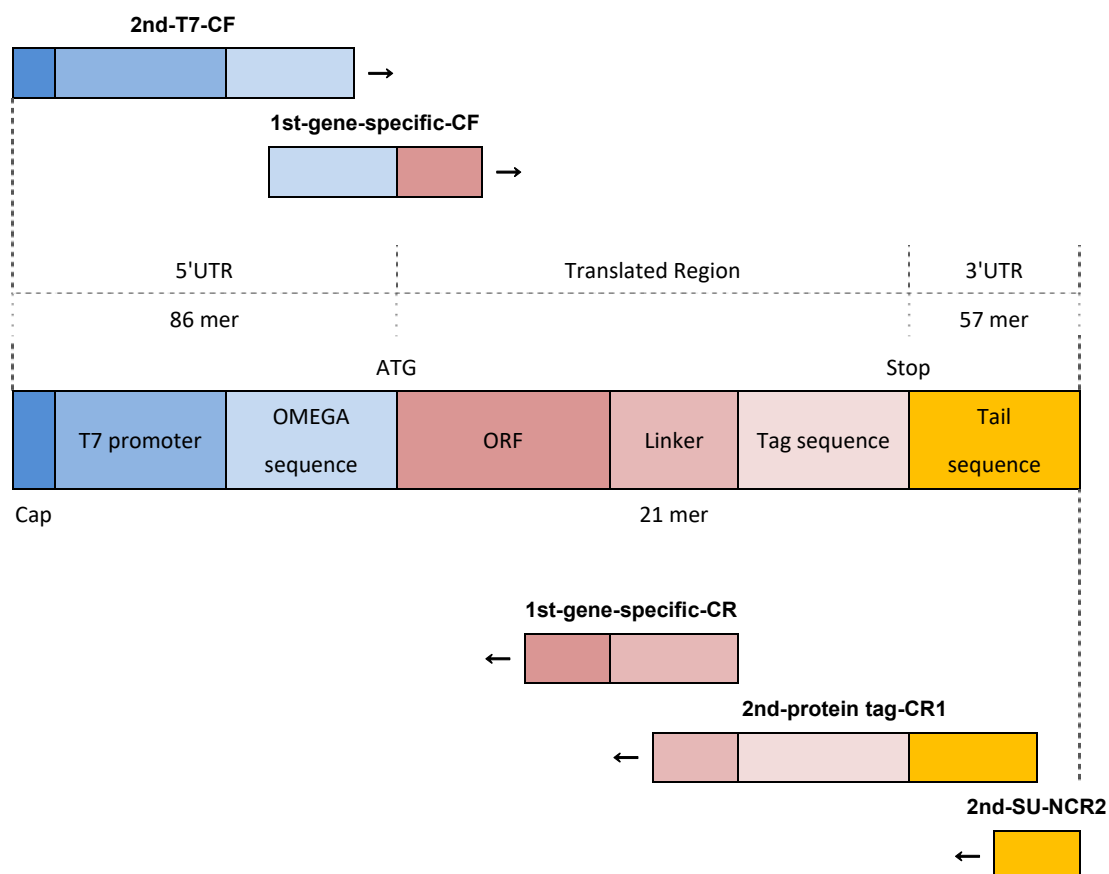 2nd-T7-CF
1st-gene-specific-CF
5'UTR Translated Region 3'UTR
86 mer 57 mer
ATG Stop
T7 promoter
OMEGA
sequence
ORF
Linker
Tag sequence
Tail
sequence
Cap 21 mer
1st-gene-specific-CR
2nd-protein tag-CR1
2nd-SU-NCR2